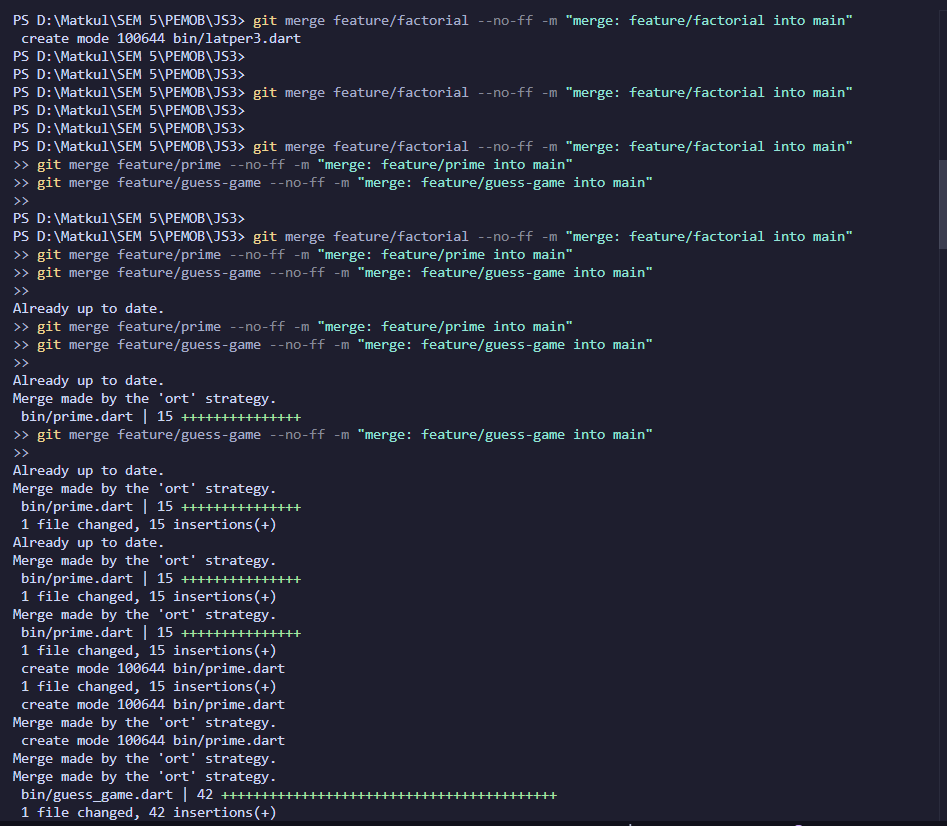 PS D:\Matkul\SEM 5\PEMOB\JS3> git merge feature/factorial --no-ff -m "merge: feature/factorial into main"
 create mode 100644 bin/latper3.dart
PS D:\Matkul\SEM 5\PEMOB\JS3>
PS D:\Matkul\SEM 5\PEMOB\JS3>
PS D:\Matkul\SEM 5\PEMOB\JS3> git merge feature/factorial --no-ff -m "merge: feature/factorial into main"
PS D:\Matkul\SEM 5\PEMOB\JS3>
PS D:\Matkul\SEM 5\PEMOB\JS3>
PS D:\Matkul\SEM 5\PEMOB\JS3> git merge feature/factorial --no-ff -m "merge: feature/factorial into main"
>> git merge feature/prime --no-ff -m "merge: feature/prime into main"
>> git merge feature/guess-game --no-ff -m "merge: feature/guess-game into main"
>>
PS D:\Matkul\SEM 5\PEMOB\JS3>
PS D:\Matkul\SEM 5\PEMOB\JS3> git merge feature/factorial --no-ff -m "merge: feature/factorial into main"
>> git merge feature/prime --no-ff -m "merge: feature/prime into main"
>> git merge feature/guess-game --no-ff -m "merge: feature/guess-game into main"
>>
Already up to date.
>> git merge feature/prime --no-ff -m "merge: feature/prime into main"
>> git merge feature/guess-game --no-ff -m "merge: feature/guess-game into main"
>>
Already up to date.
Merge made by the 'ort' strategy.
 bin/prime.dart | 15 +++++++++++++++
>> git merge feature/guess-game --no-ff -m "merge: feature/guess-game into main"
>>
Already up to date.
Merge made by the 'ort' strategy.
 bin/prime.dart | 15 +++++++++++++++
 1 file changed, 15 insertions(+)
Already up to date.
Merge made by the 'ort' strategy.
 bin/prime.dart | 15 +++++++++++++++
 1 file changed, 15 insertions(+)
Merge made by the 'ort' strategy.
 bin/prime.dart | 15 +++++++++++++++
 1 file changed, 15 insertions(+)
 create mode 100644 bin/prime.dart
 1 file changed, 15 insertions(+)
 create mode 100644 bin/prime.dart
Merge made by the 'ort' strategy.
 create mode 100644 bin/prime.dart
Merge made by the 'ort' strategy.
Merge made by the 'ort' strategy.
 bin/guess_game.dart | 42 ++++++++++++++++++++++++++++++++++++++++++
 1 file changed, 42 insertions(+)